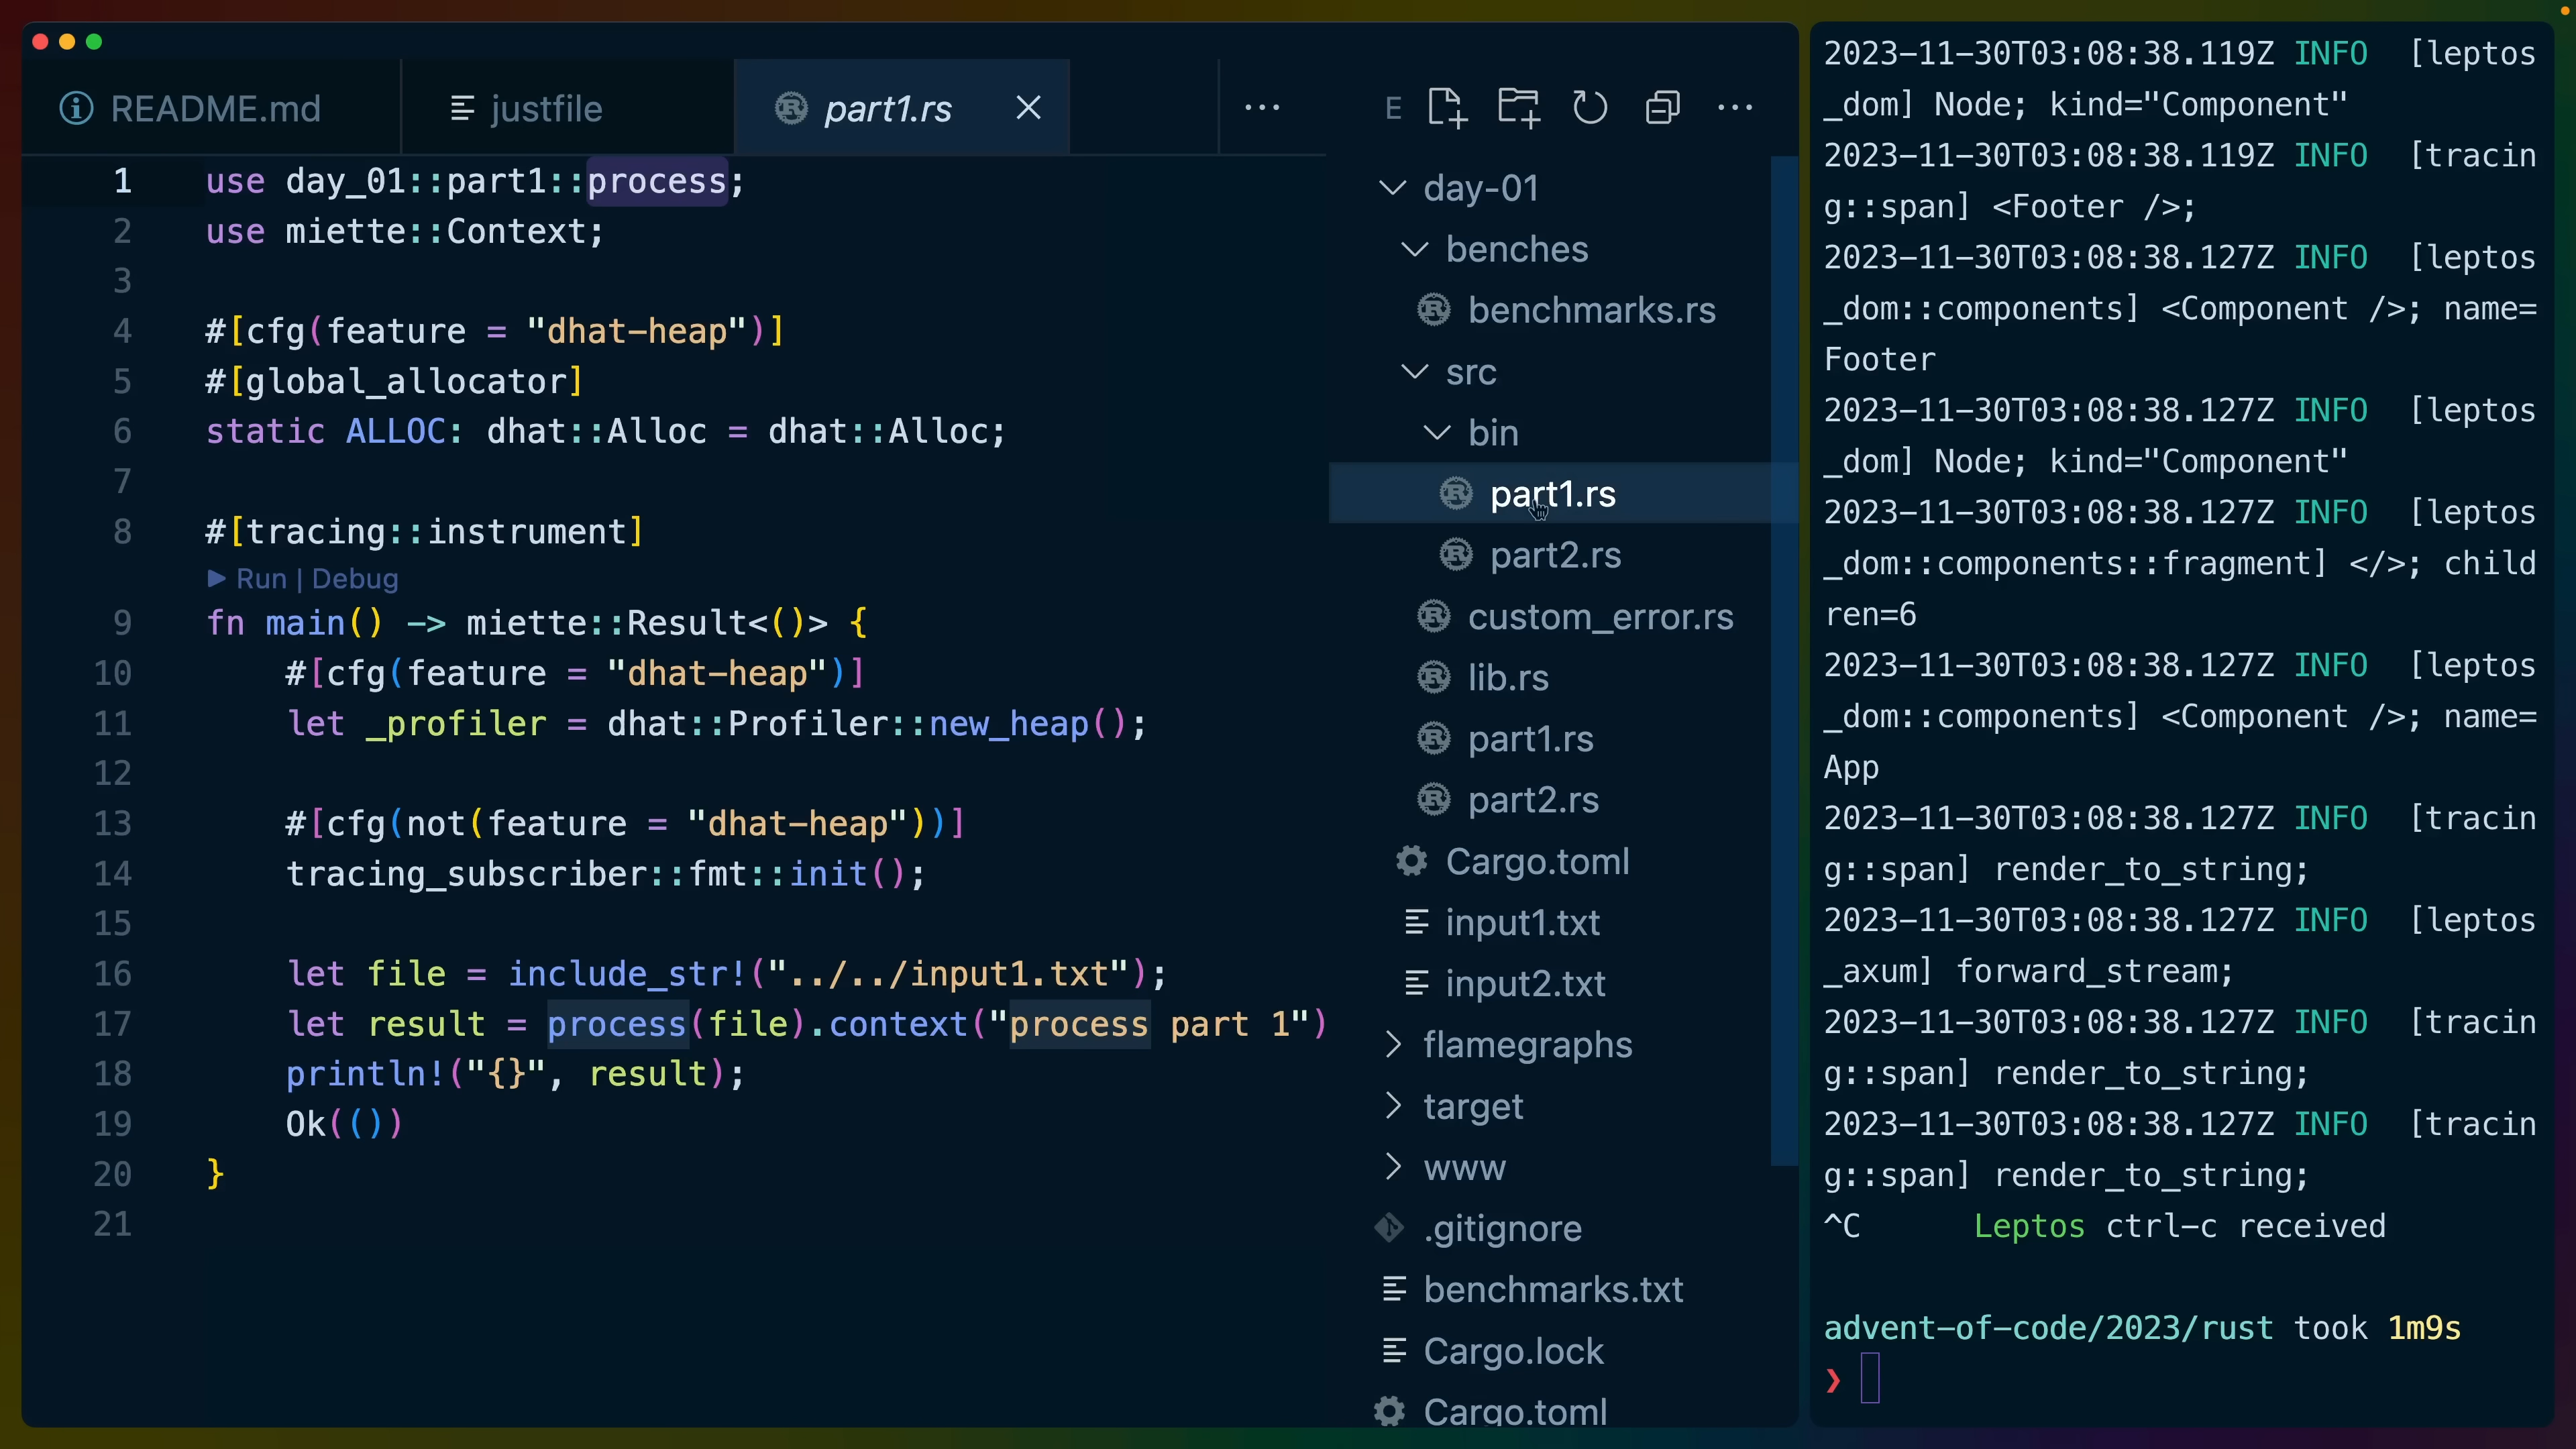 README.md
justfile
part1.rs
1 use day_01::part1::process;
2 use miette::Context;
3
4 #[cfg(feature = "dhat-heap")]
5 #[global_allocator]
6 static ALLOC: dhat::Alloc = dhat::Alloc;
7
8 #[tracing::instrument]
▶ Run | Debug
9 fn main() -> miette::Result<()> {
10 #[cfg(feature = "dhat-heap")]
11 let _profiler = dhat::Profiler::new_heap();
12
13 #[cfg(not(feature = "dhat-heap"))]
14 tracing_subscriber::fmt::init();
15
16 let file = include_str!("../../input1.txt");
17 let result = process(file).context("process part 1")
18 println!("{}", result);
19 Ok(())
20 }
21
E
day-01
benches
benchmarks.rs
src
bin
part1.rs
part2.rs
custom_error.rs
lib.rs
part1.rs
part2.rs
Cargo.toml
input1.txt
input2.txt
flamegraphs
target
www
.gitignore
benchmarks.txt
Cargo.lock
Cargo.toml
2023-11-30T03:08:38.119Z INFO [leptos
_dom] Node; kind="Component"
2023-11-30T03:08:38.119Z INFO [tracin
g::span] <Footer />;
2023-11-30T03:08:38.127Z INFO [leptos
_dom::components] <Component />; name=
Footer
2023-11-30T03:08:38.127Z INFO [leptos
_dom] Node; kind="Component"
2023-11-30T03:08:38.127Z INFO [leptos
_dom::components::fragment] </>; child
ren=6
2023-11-30T03:08:38.127Z INFO [leptos
_dom::components] <Component />; name=
App
2023-11-30T03:08:38.127Z INFO [tracin
g::span] render_to_string;
2023-11-30T03:08:38.127Z INFO [leptos
_axum] forward_stream;
2023-11-30T03:08:38.127Z INFO [tracin
g::span] render_to_string;
2023-11-30T03:08:38.127Z INFO [tracin
g::span] render_to_string;
^C Leptos ctrl-c received
advent-of-code/2023/rust took 1m9s
❯